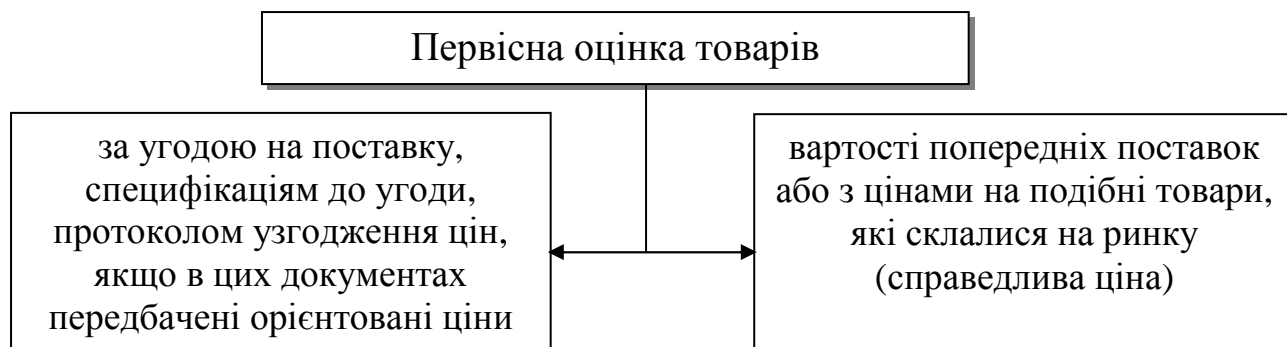 Первісна оцінка товарів
за угодою на поставку,
специфікаціям до угоди,
протоколом узгодження цін,
якщо в цих документах
передбачені орієнтовані ціни
вартості попередніх поставок
або з цінами на подібні товари,
які склалися на ринку
(справедлива ціна)